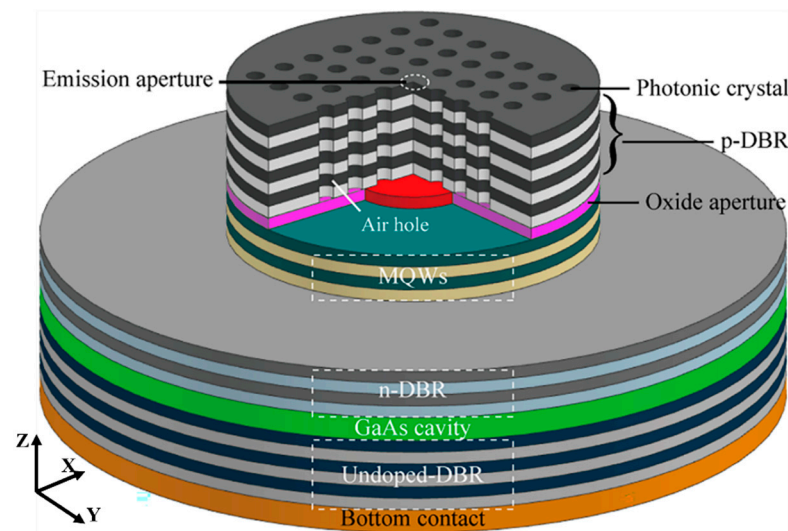 Emission aperture
Photonic crystal
p-DBR
Oxide aperture
Air hole
MQWs
n-DBR
GaAs cavity
Undoped-DBR
Bottom contact
Z
X
Y